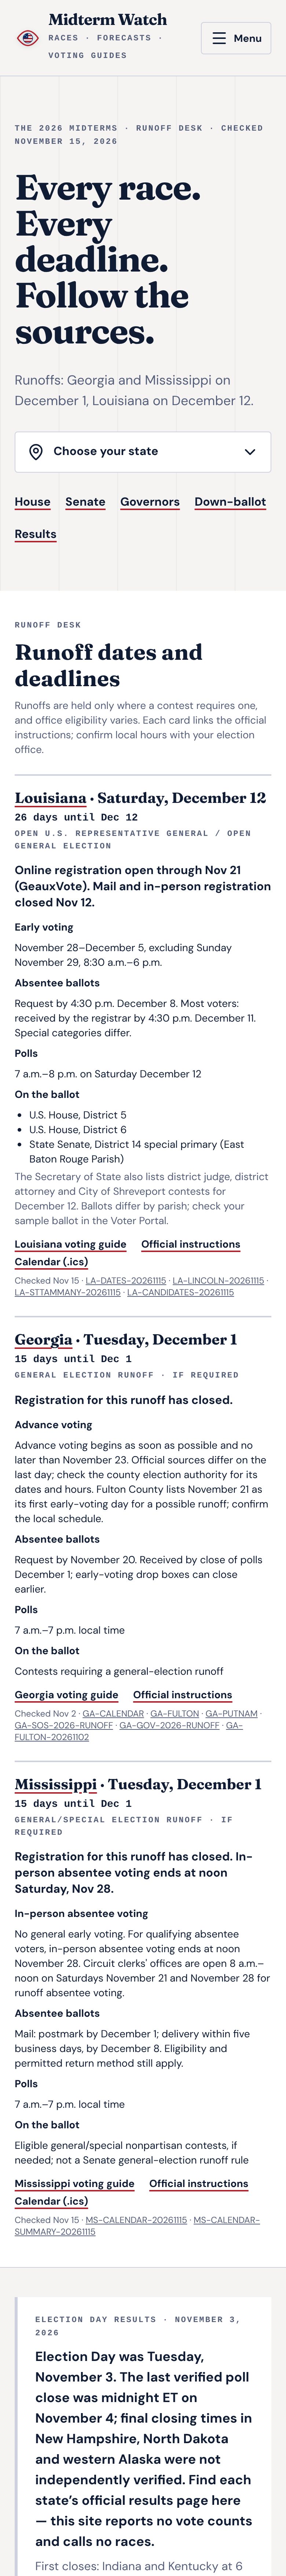 Midterm Watch
RACES · FORECASTS ·
VOTING GUIDES
Menu
THE 2026 MIDTERMS · RUNOFF DESK · CHECKED
NOVEMBER 15, 2026
Every race.
Every
deadline.
Follow the
sources.
Runoffs: Georgia and Mississippi on
December 1, Louisiana on December 12.
Choose your state
House Senate Governors Down-ballot
Results
RUNOFF DESK
Runoff dates and
deadlines
Runoffs are held only where a contest requires one,
and office eligibility varies. Each card links the official
instructions; confirm local hours with your election
office.
Louisiana · Saturday, December 12
26 days until Dec 12
OPEN U.S. REPRESENTATIVE GENERAL / OPEN
GENERAL ELECTION
Online registration open through Nov 21
(GeauxVote). Mail and in-person registration
closed Nov 12.
Early voting
November 28–December 5, excluding Sunday
November 29, 8:30 a.m.–6 p.m.
Absentee ballots
Request by 4:30 p.m. December 8. Most voters:
received by the registrar by 4:30 p.m. December 11.
Special categories differ.
Polls
7 a.m.–8 p.m. on Saturday December 12
On the ballot
• U.S. House, District 5
• U.S. House, District 6
• State Senate, District 14 special primary (East
Baton Rouge Parish)
The Secretary of State also lists district judge, district
attorney and City of Shreveport contests for
December 12. Ballots differ by parish; check your
sample ballot in the Voter Portal.
Louisiana voting guide Official instructions
Calendar (.ics)
Checked Nov 15 · LA-DATES-20261115 · LA-LINCOLN-20261115 ·
LA-STTAMMANY-20261115 · LA-CANDIDATES-20261115
Georgia · Tuesday, December 1
15 days until Dec 1
GENERAL ELECTION RUNOFF · IF REQUIRED
Registration for this runoff has closed.
Advance voting
Advance voting begins as soon as possible and no
later than November 23. Official sources differ on the
last day; check the county election authority for its
dates and hours. Fulton County lists November 21 as
its first early-voting day for a possible runoff; confirm
the local schedule.
Absentee ballots
Request by November 20. Received by close of polls
December 1; early-voting drop boxes can close
earlier.
Polls
7 a.m.–7 p.m. local time
On the ballot
Contests requiring a general-election runoff
Georgia voting guide Official instructions
Checked Nov 2 · GA-CALENDAR · GA-FULTON · GA-PUTNAM ·
GA-SOS-2026-RUNOFF · GA-GOV-2026-RUNOFF · GA-
FULTON-20261102
Mississippi · Tuesday, December 1
15 days until Dec 1
GENERAL/SPECIAL ELECTION RUNOFF · IF
REQUIRED
Registration for this runoff has closed. In-
person absentee voting ends at noon
Saturday, Nov 28.
In-person absentee voting
No general early voting. For qualifying absentee
voters, in-person absentee voting ends at noon
November 28. Circuit clerks' offices are open 8 a.m.–
noon on Saturdays November 21 and November 28 for
runoff absentee voting.
Absentee ballots
Mail: postmark by December 1; delivery within five
business days, by December 8. Eligibility and
permitted return method still apply.
Polls
7 a.m.–7 p.m. local time
On the ballot
Eligible general/special nonpartisan contests, if
needed; not a Senate general-election runoff rule
Mississippi voting guide Official instructions
Calendar (.ics)
Checked Nov 15 · MS-CALENDAR-20261115 · MS-CALENDAR-
SUMMARY-20261115
ELECTION DAY RESULTS · NOVEMBER 3,
2026
Election Day was Tuesday,
November 3. The last verified poll
close was midnight ET on
November 4; final closing times in
New Hampshire, North Dakota
and western Alaska were not
independently verified. Find each
state’s official results page here
— this site reports no vote counts
and calls no races.
First closes: Indiana and Kentucky at 6